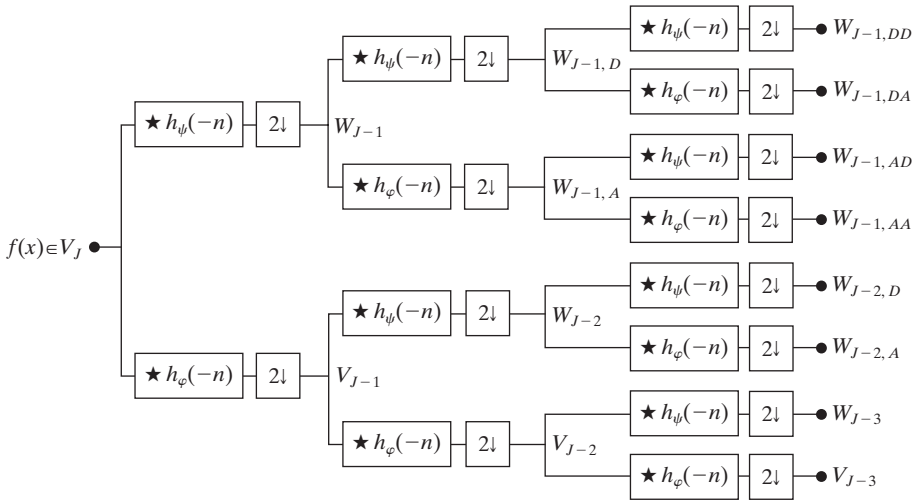 ★ h_ψ(−n) 2↓ W_{J−1,DD}
★ h_ψ(−n) 2↓ W_{J−1, D}
★ h_φ(−n) 2↓ W_{J−1,DA}
★ h_ψ(−n) 2↓ W_{J−1}
★ h_ψ(−n) 2↓ W_{J−1, AD}
★ h_φ(−n) 2↓ W_{J−1, A}
★ h_φ(−n) 2↓ W_{J−1, AA}
f(x)∈V_J
★ h_ψ(−n) 2↓ W_{J−2, D}
★ h_ψ(−n) 2↓ W_{J−2}
★ h_φ(−n) 2↓ W_{J−2, A}
★ h_φ(−n) 2↓ V_{J−1}
★ h_ψ(−n) 2↓ W_{J−3}
★ h_φ(−n) 2↓ V_{J−2}
★ h_φ(−n) 2↓ V_{J−3}